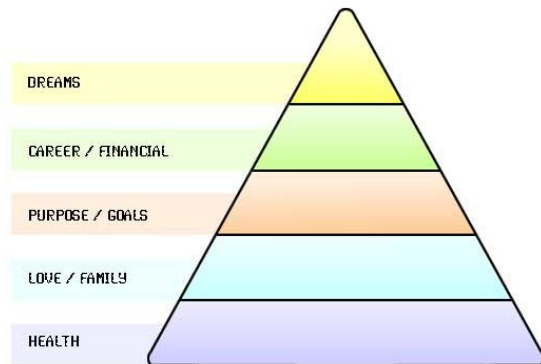 DREAMS
CAREER / FINANCIAL
PURPOSE / GOALS
LOVE / FAMILY
HEALTH